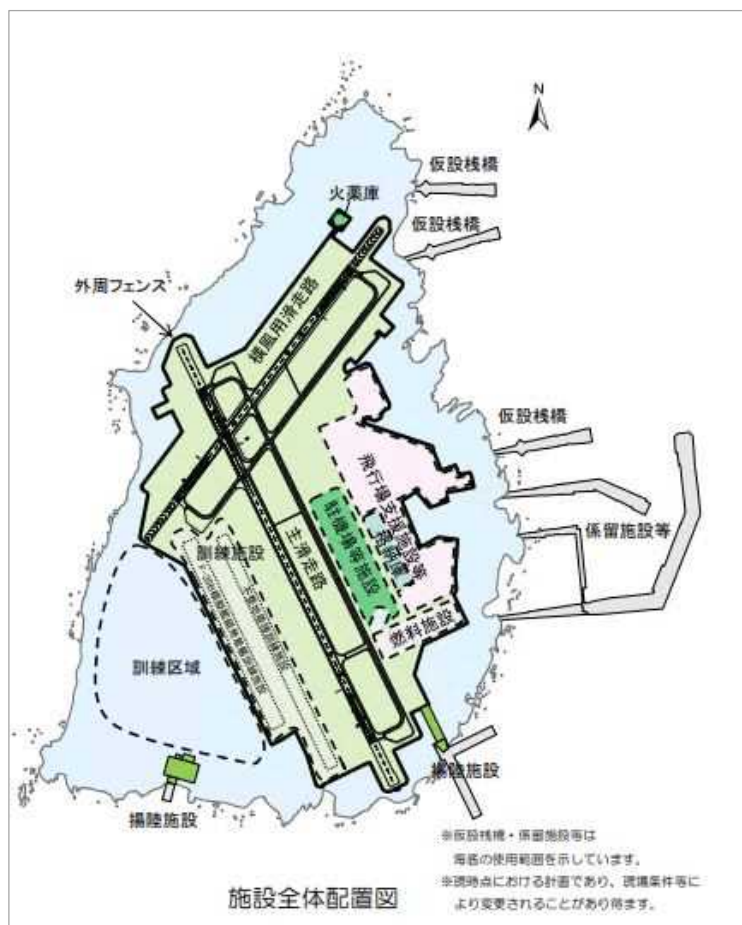 N
仮設桟橋
火薬庫
仮設桟橋
外周フェンス
横風用滑走路
仮設桟橋
飛行場支援施設等
格納庫
駐機場等施設
係留施設等
訓練施設
主滑走路
燃料施設
訓練区域
揚陸施設
揚陸施設
※仮設桟橋・係留施設等は
海底の使用範囲を示しています。
※現時点における計画であり、現場条件等に
より変更されることがあり得ます。
施設全体配置図